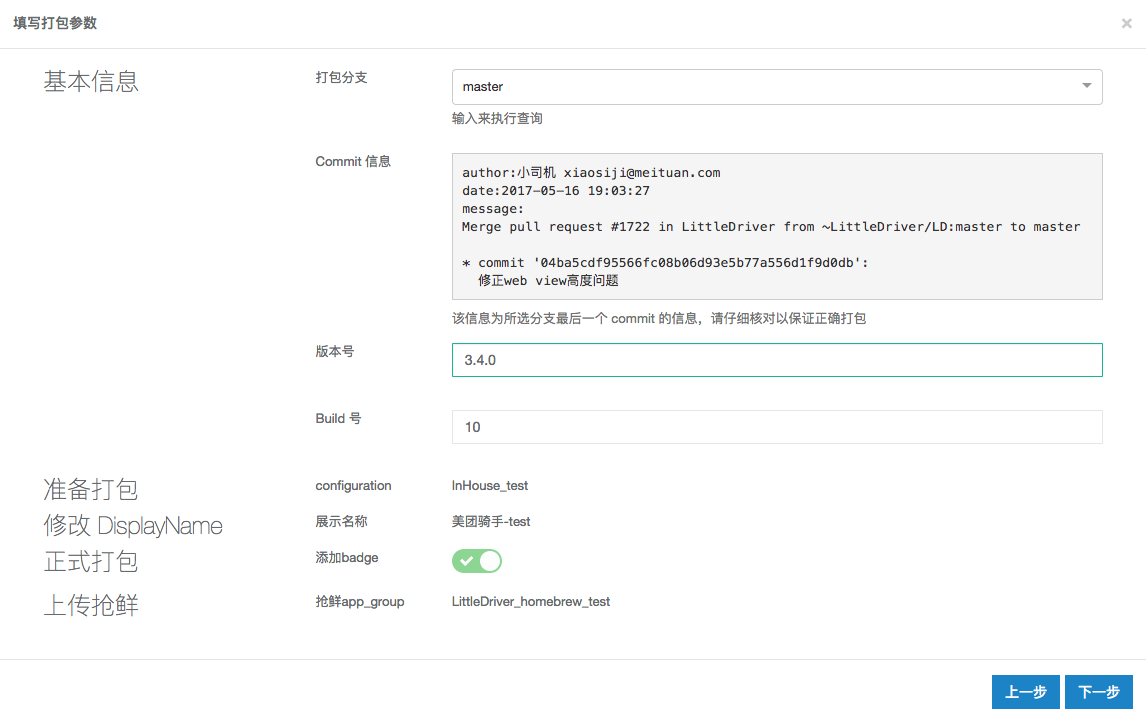 填写打包参数
×
基本信息
打包分支
master
输入来执行查询
Commit 信息
author:小司机 xiaosiji@meituan.com
date:2017-05-16 19:03:27
message:
Merge pull request #1722 in LittleDriver from ~LittleDriver/LD:master to master
* commit '04ba5cdf95566fc08b06d93e5b77a556d1f9d0db':
修正web view高度问题
该信息为所选分支最后一个 commit 的信息，请仔细核对以保证正确打包
版本号
3.4.0
Build 号
10
准备打包
configuration
InHouse_test
修改 DisplayName
展示名称
美团骑手-test
正式打包
添加badge
上传抢鲜
抢鲜app_group
LittleDriver_homebrew_test
上一步
下一步